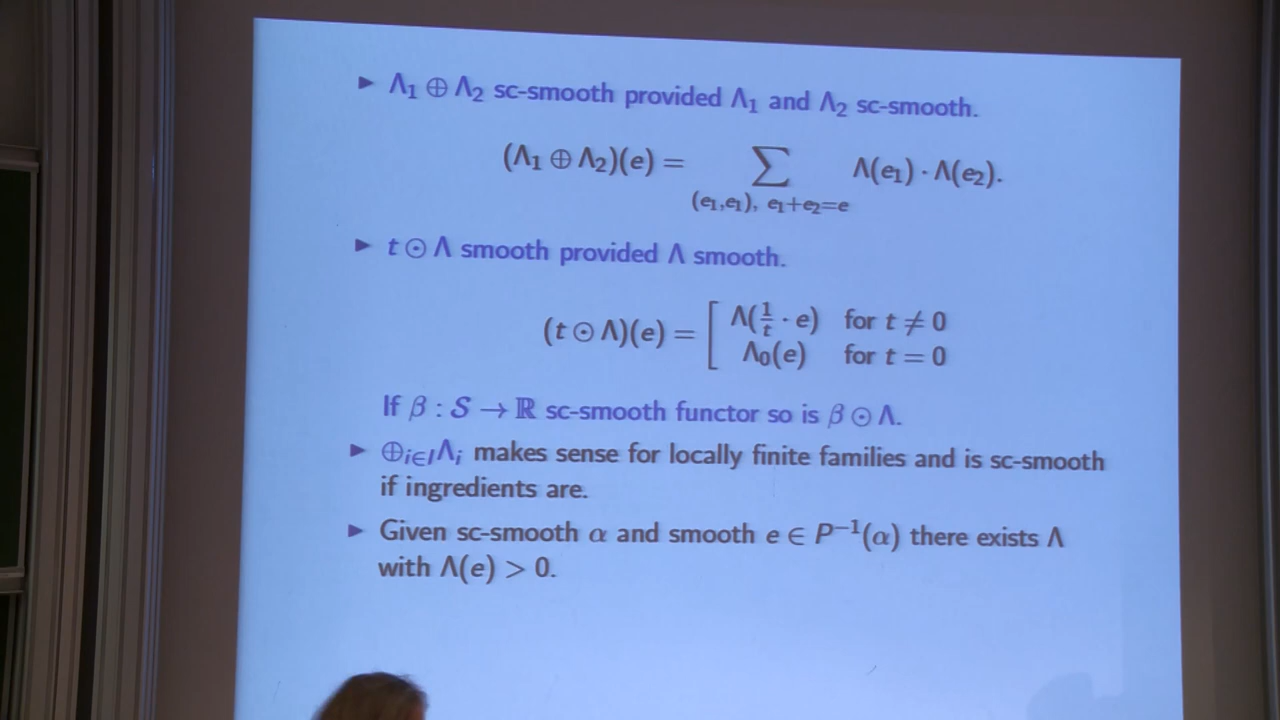 ► Λ₁ ⊕ Λ₂ sc-smooth provided Λ₁ and Λ₂ sc-smooth.
(Λ₁ ⊕ Λ₂)(e) = ∑ Λ(e₁) · Λ(e₂).
(e₁,e₁), e₁+e₂=e
► t ⊙ Λ smooth provided Λ smooth.
(t ⊙ Λ)(e) = [ Λ(1/t · e) for t ≠ 0
Λ₀(e) for t = 0
If β : S → ℝ sc-smooth functor so is β ⊙ Λ.
► ⊕_{i∈I}Λ_i makes sense for locally finite families and is sc-smooth
if ingredients are.
► Given sc-smooth α and smooth e ∈ P⁻¹(α) there exists Λ
with Λ(e) > 0.